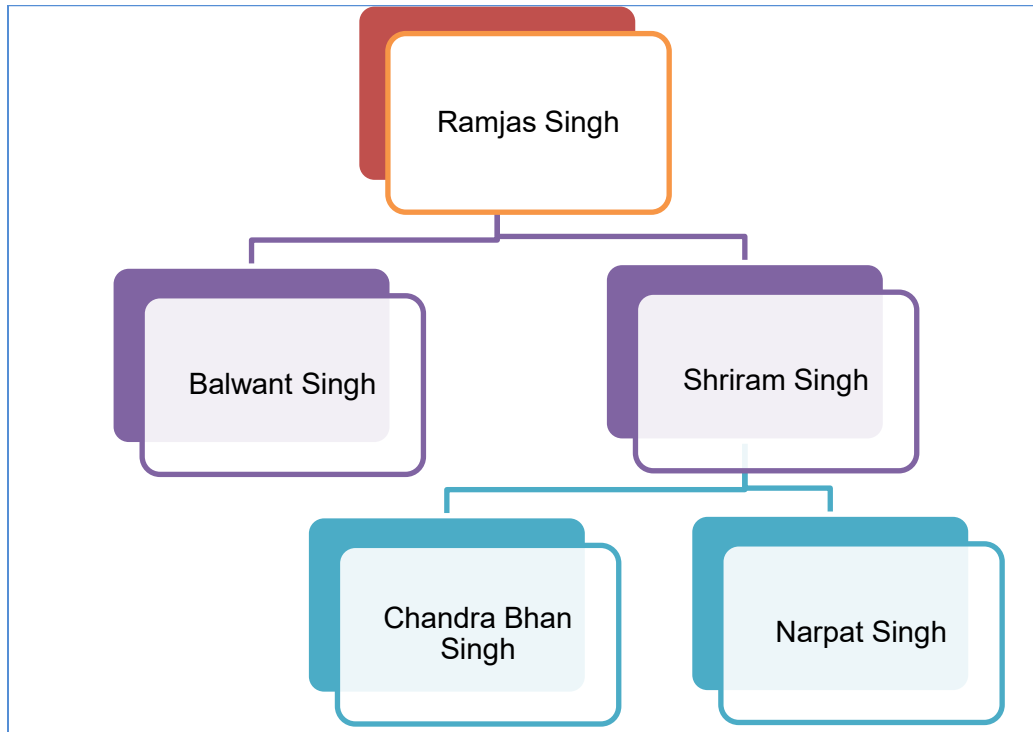 Ramjas Singh
Balwant Singh
Shriram Singh
Chandra Bhan
Singh
Narpat Singh